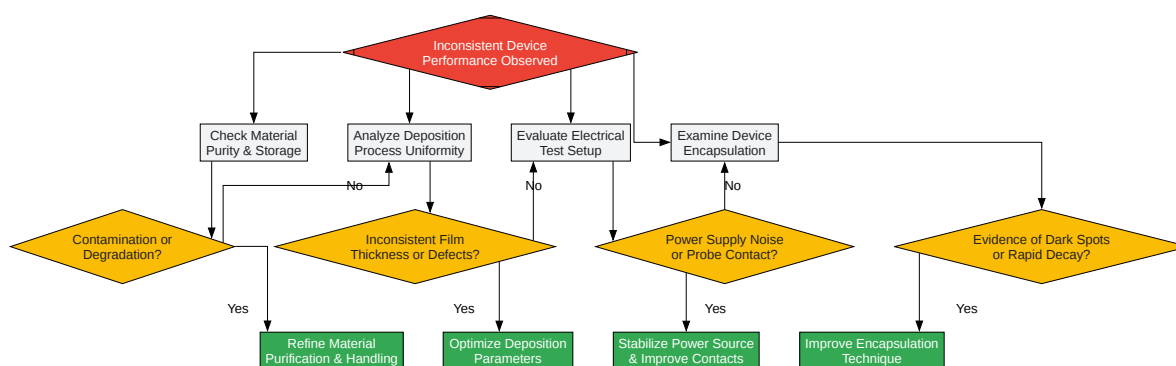 Inconsistent Device
Performance Observed
Check Material
Purity & Storage
Analyze Deposition
Process Uniformity
Evaluate Electrical
Test Setup
Examine Device
Encapsulation
No
No
No
Contamination or
Degradation?
Inconsistent Film
Thickness or Defects?
Power Supply Noise
or Probe Contact?
Evidence of Dark Spots
or Rapid Decay?
Yes
Yes
Yes
Yes
Refine Material
Purification & Handling
Optimize Deposition
Parameters
Stabilize Power Source
& Improve Contacts
Improve Encapsulation
Technique